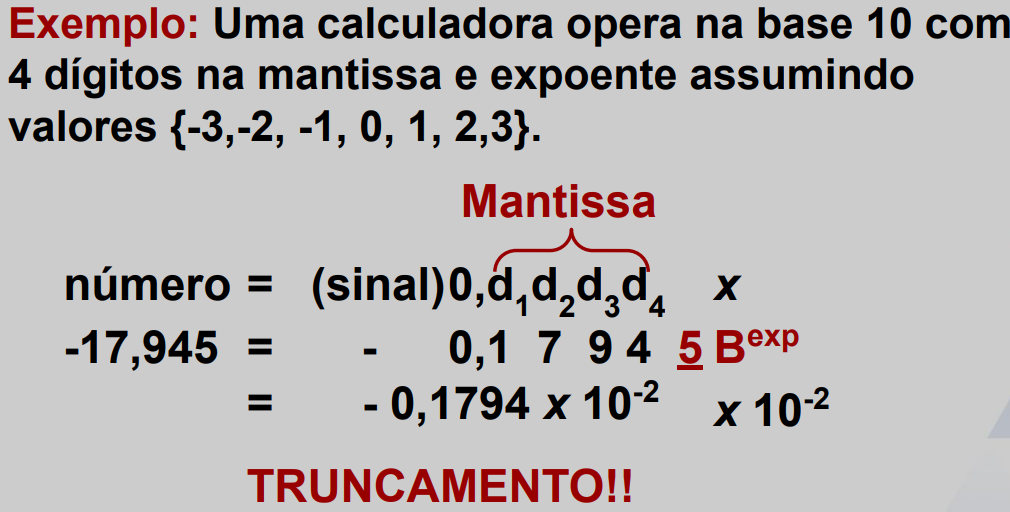 Exemplo: Uma calculadora opera na base 10 com
4 dígitos na mantissa e expoente assumindo
valores {-3,-2, -1, 0, 1, 2,3}.
Mantissa
número = (sinal)0,d₁d₂d₃d₄ x
-17,945 = - 0,1 7 9 4 5 Bᵉˣᵖ
= - 0,1794 x 10⁻² x 10⁻²
TRUNCAMENTO!!